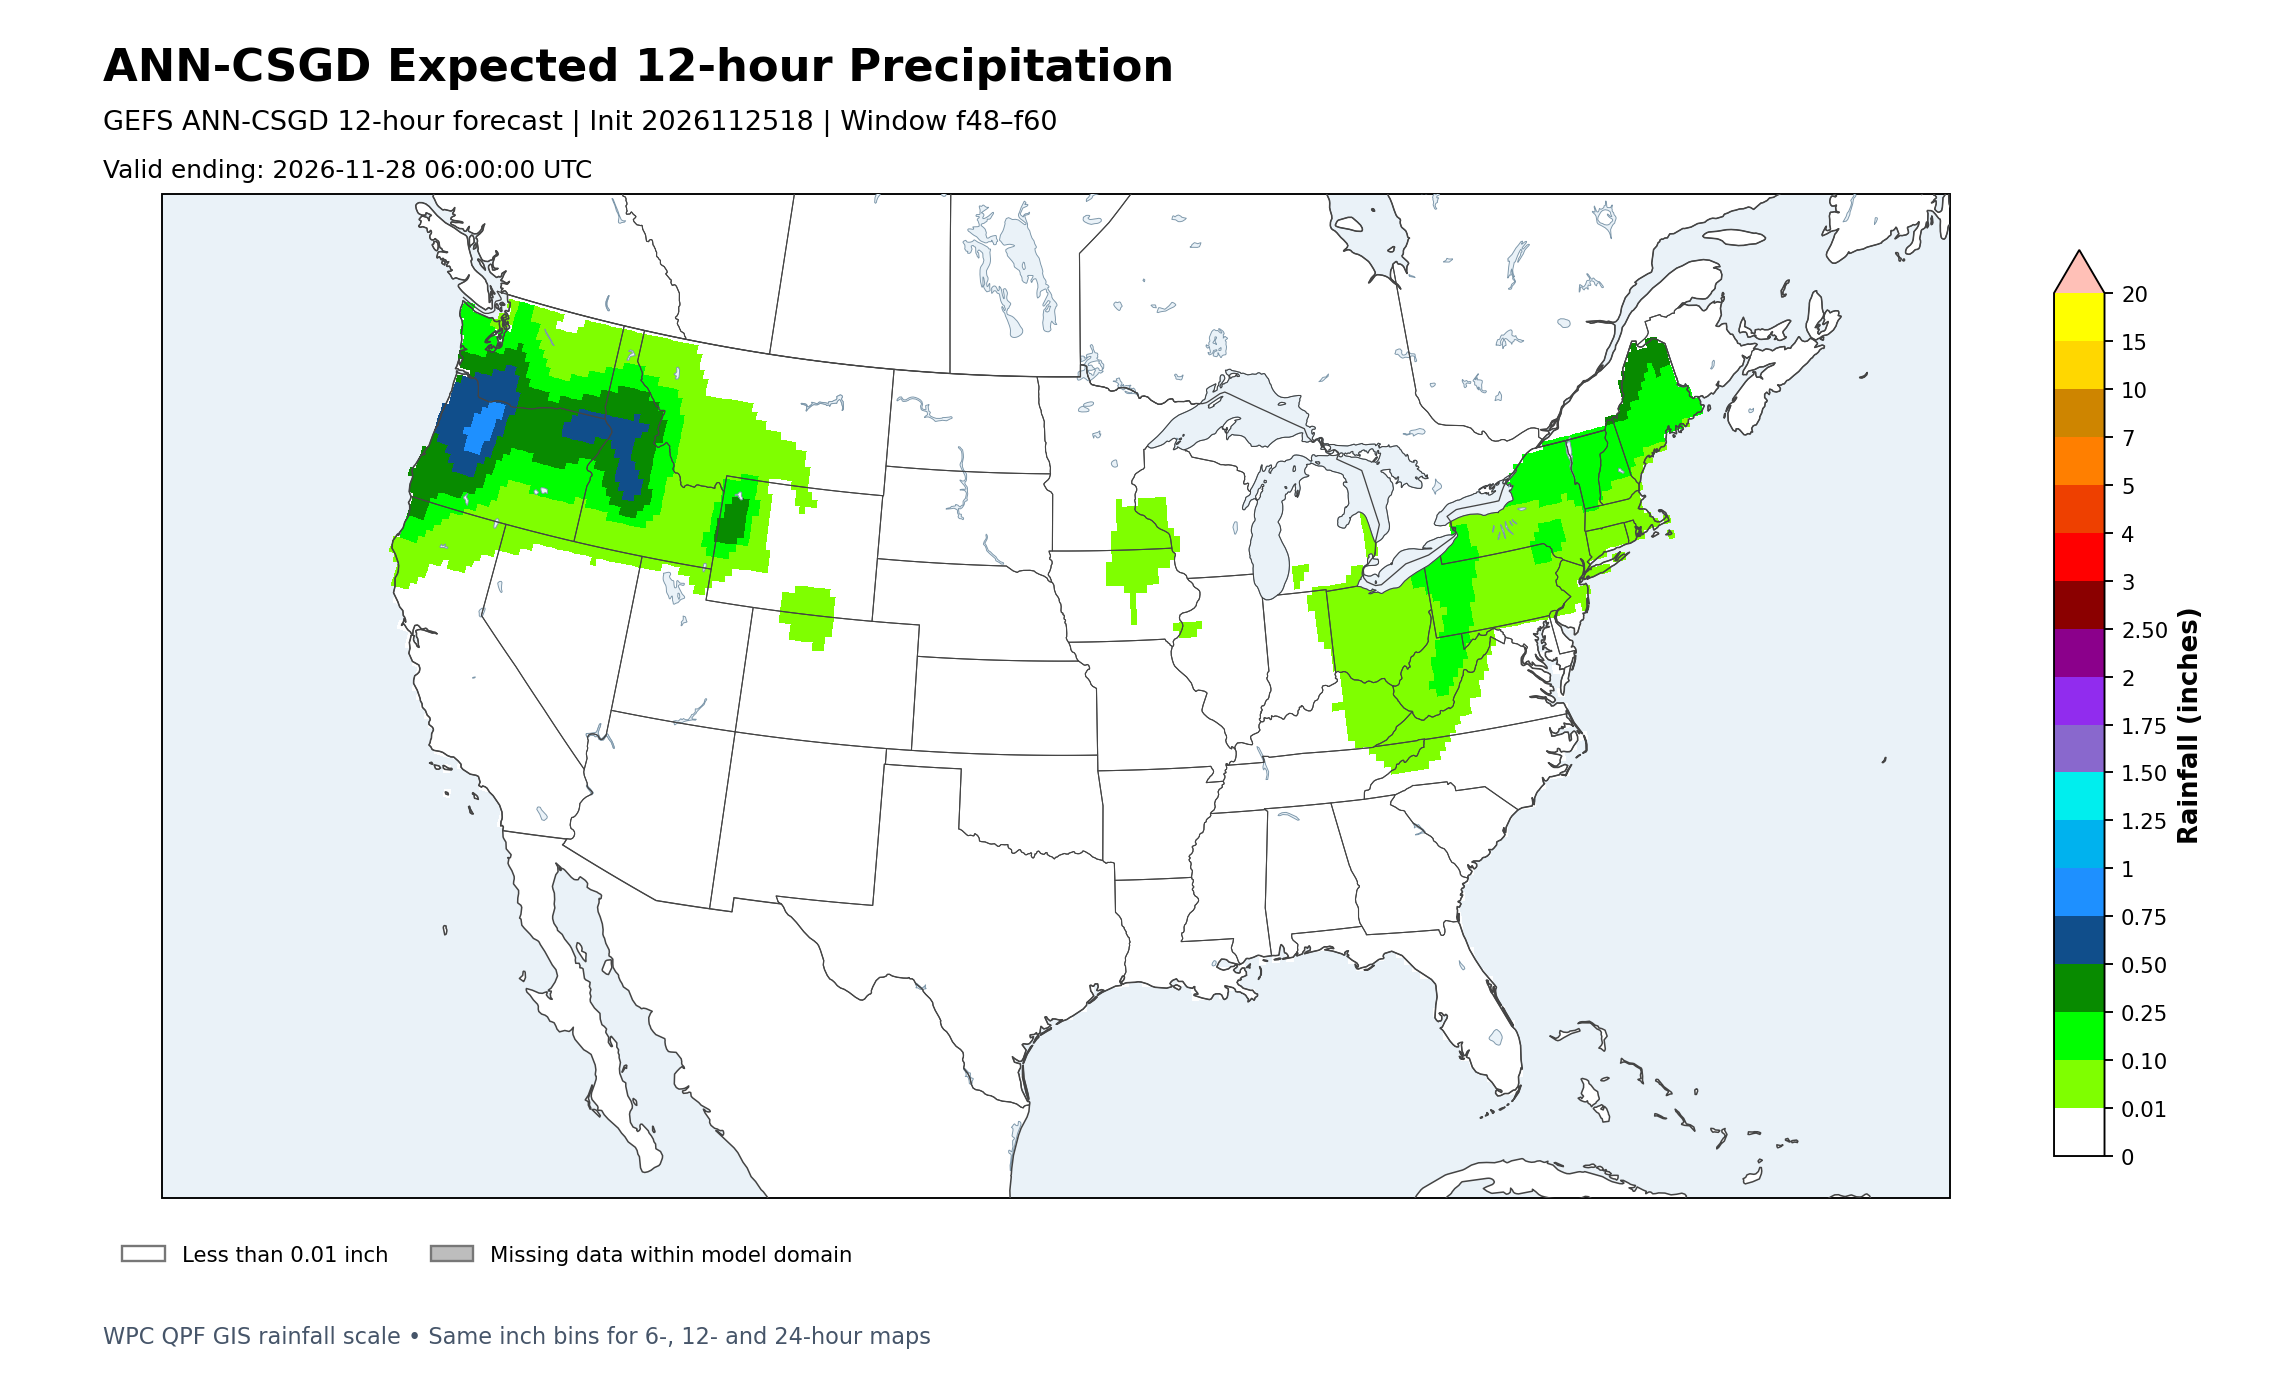 ANN-CSGD Expected 12-hour Precipitation
GEFS ANN-CSGD 12-hour forecast | Init 2026112518 | Window f48–f60
Valid ending: 2026-11-28 06:00:00 UTC
20
15
10
7
5
4
3
2.50
2
1.75
1.50
1.25
1
0.75
0.50
0.25
0.10
0.01
0
Rainfall (inches)
Less than 0.01 inch
Missing data within model domain
WPC QPF GIS rainfall scale • Same inch bins for 6-, 12- and 24-hour maps